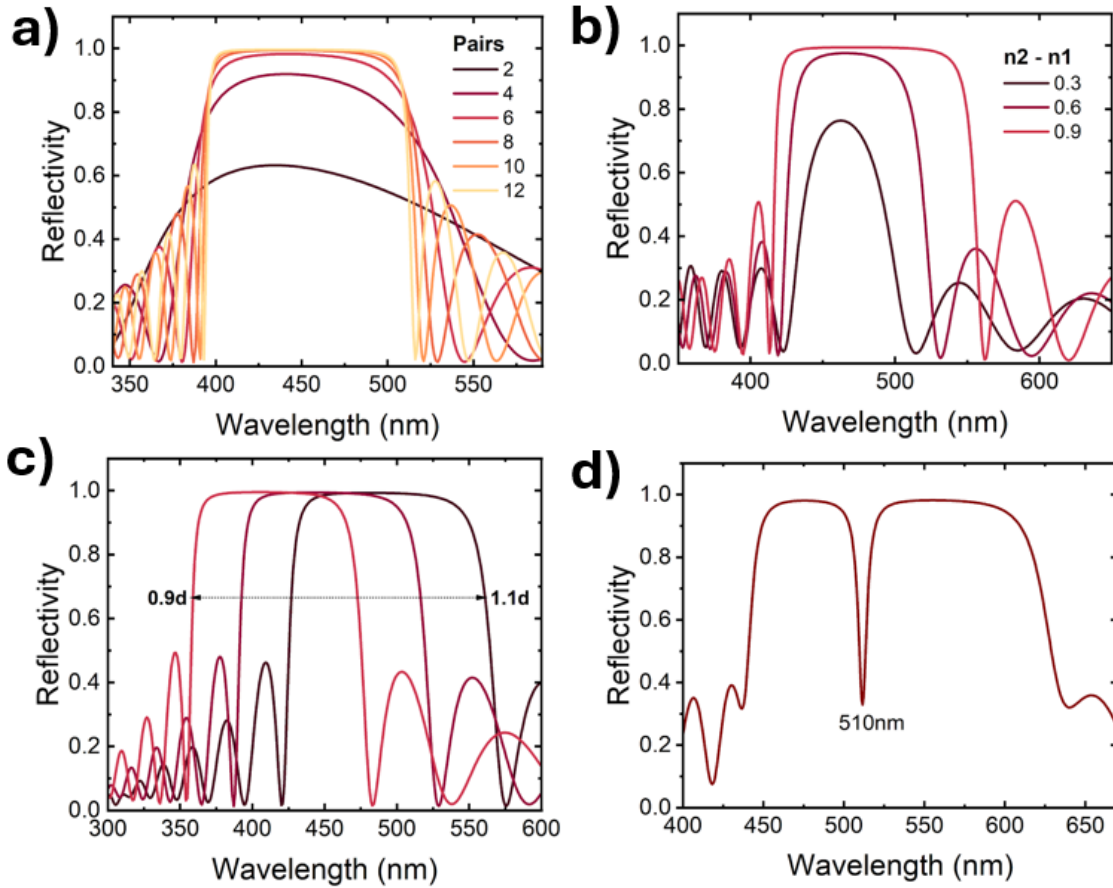 a)
Pairs
2
4
6
8
10
12
1.0
0.8
0.6
0.4
0.2
0.0
Reflectivity
350 400 450 500 550
Wavelength (nm)
b)
n2 - n1
0.3
0.6
0.9
1.0
0.8
0.6
0.4
0.2
0.0
Reflectivity
400 500 600
Wavelength (nm)
c)
1.0
0.8
0.6
0.4
0.2
0.0
Reflectivity
0.9d 1.1d
300 350 400 450 500 550 600
Wavelength (nm)
d)
1.0
0.8
0.6
0.4
0.2
0.0
Reflectivity
510nm
400 450 500 550 600 650
Wavelength (nm)